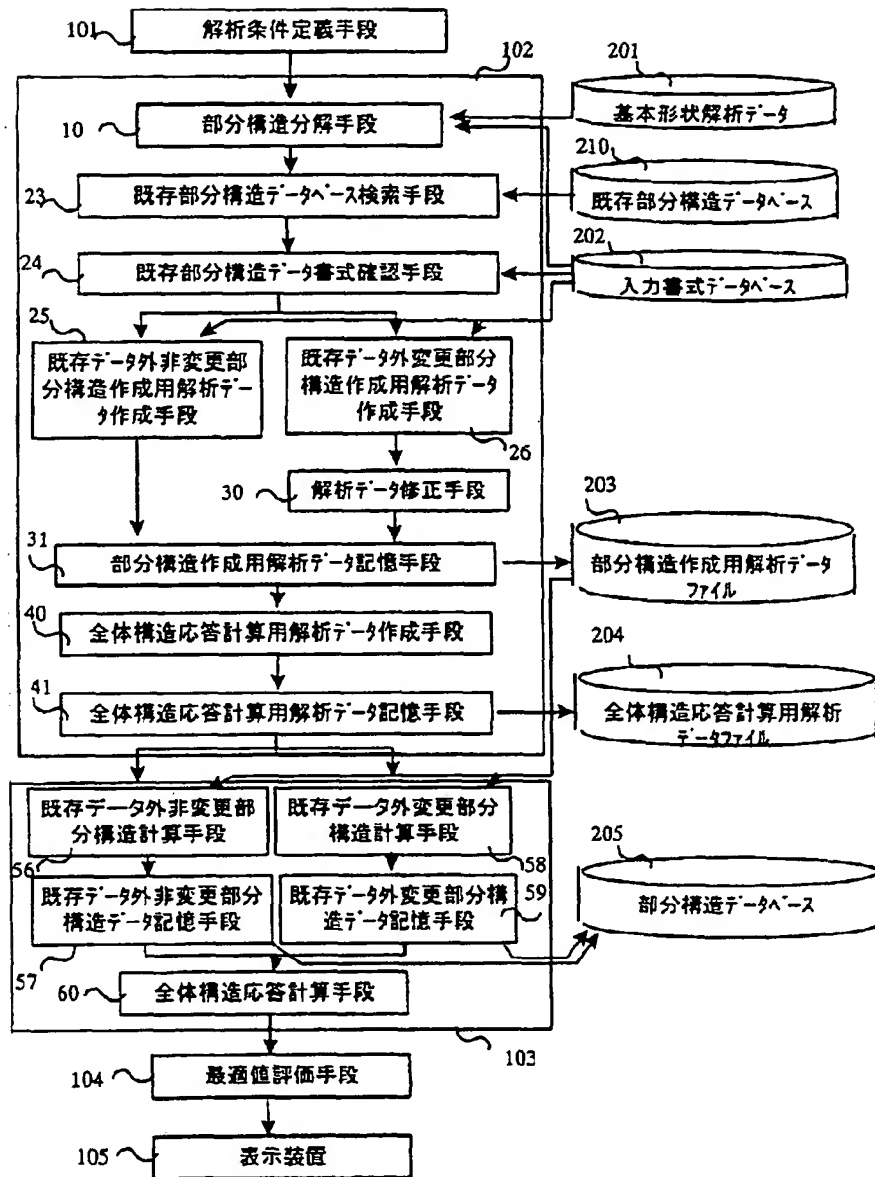 101
解析条件定義手段
102
201
基本形状解析データ
10
部分構造分解手段
210
既存部分構造データベース
23
既存部分構造データベース検索手段
24
既存部分構造データ書式確認手段
202
入力書式データベース
25
既存データ外非変更部
分構造作成用解析デー
タ作成手段
既存データ外変更部分
構造作成用解析データ
作成手段
26
30
解析データ修正手段
203
部分構造作成用解析データ
ファイル
31
部分構造作成用解析データ記憶手段
40
全体構造応答計算用解析データ作成手段
204
全体構造応答計算用解析
データファイル
41
全体構造応答計算用解析データ記憶手段
既存データ外非変更部
分構造計算手段
56
既存データ外変更部分
構造計算手段
58
205
部分構造データベース
既存データ外非変更部分
構造データ記憶手段
57
既存データ外変更部分構
造データ記憶手段
59
60
全体構造応答計算手段
103
104
最適値評価手段
105
表示装置